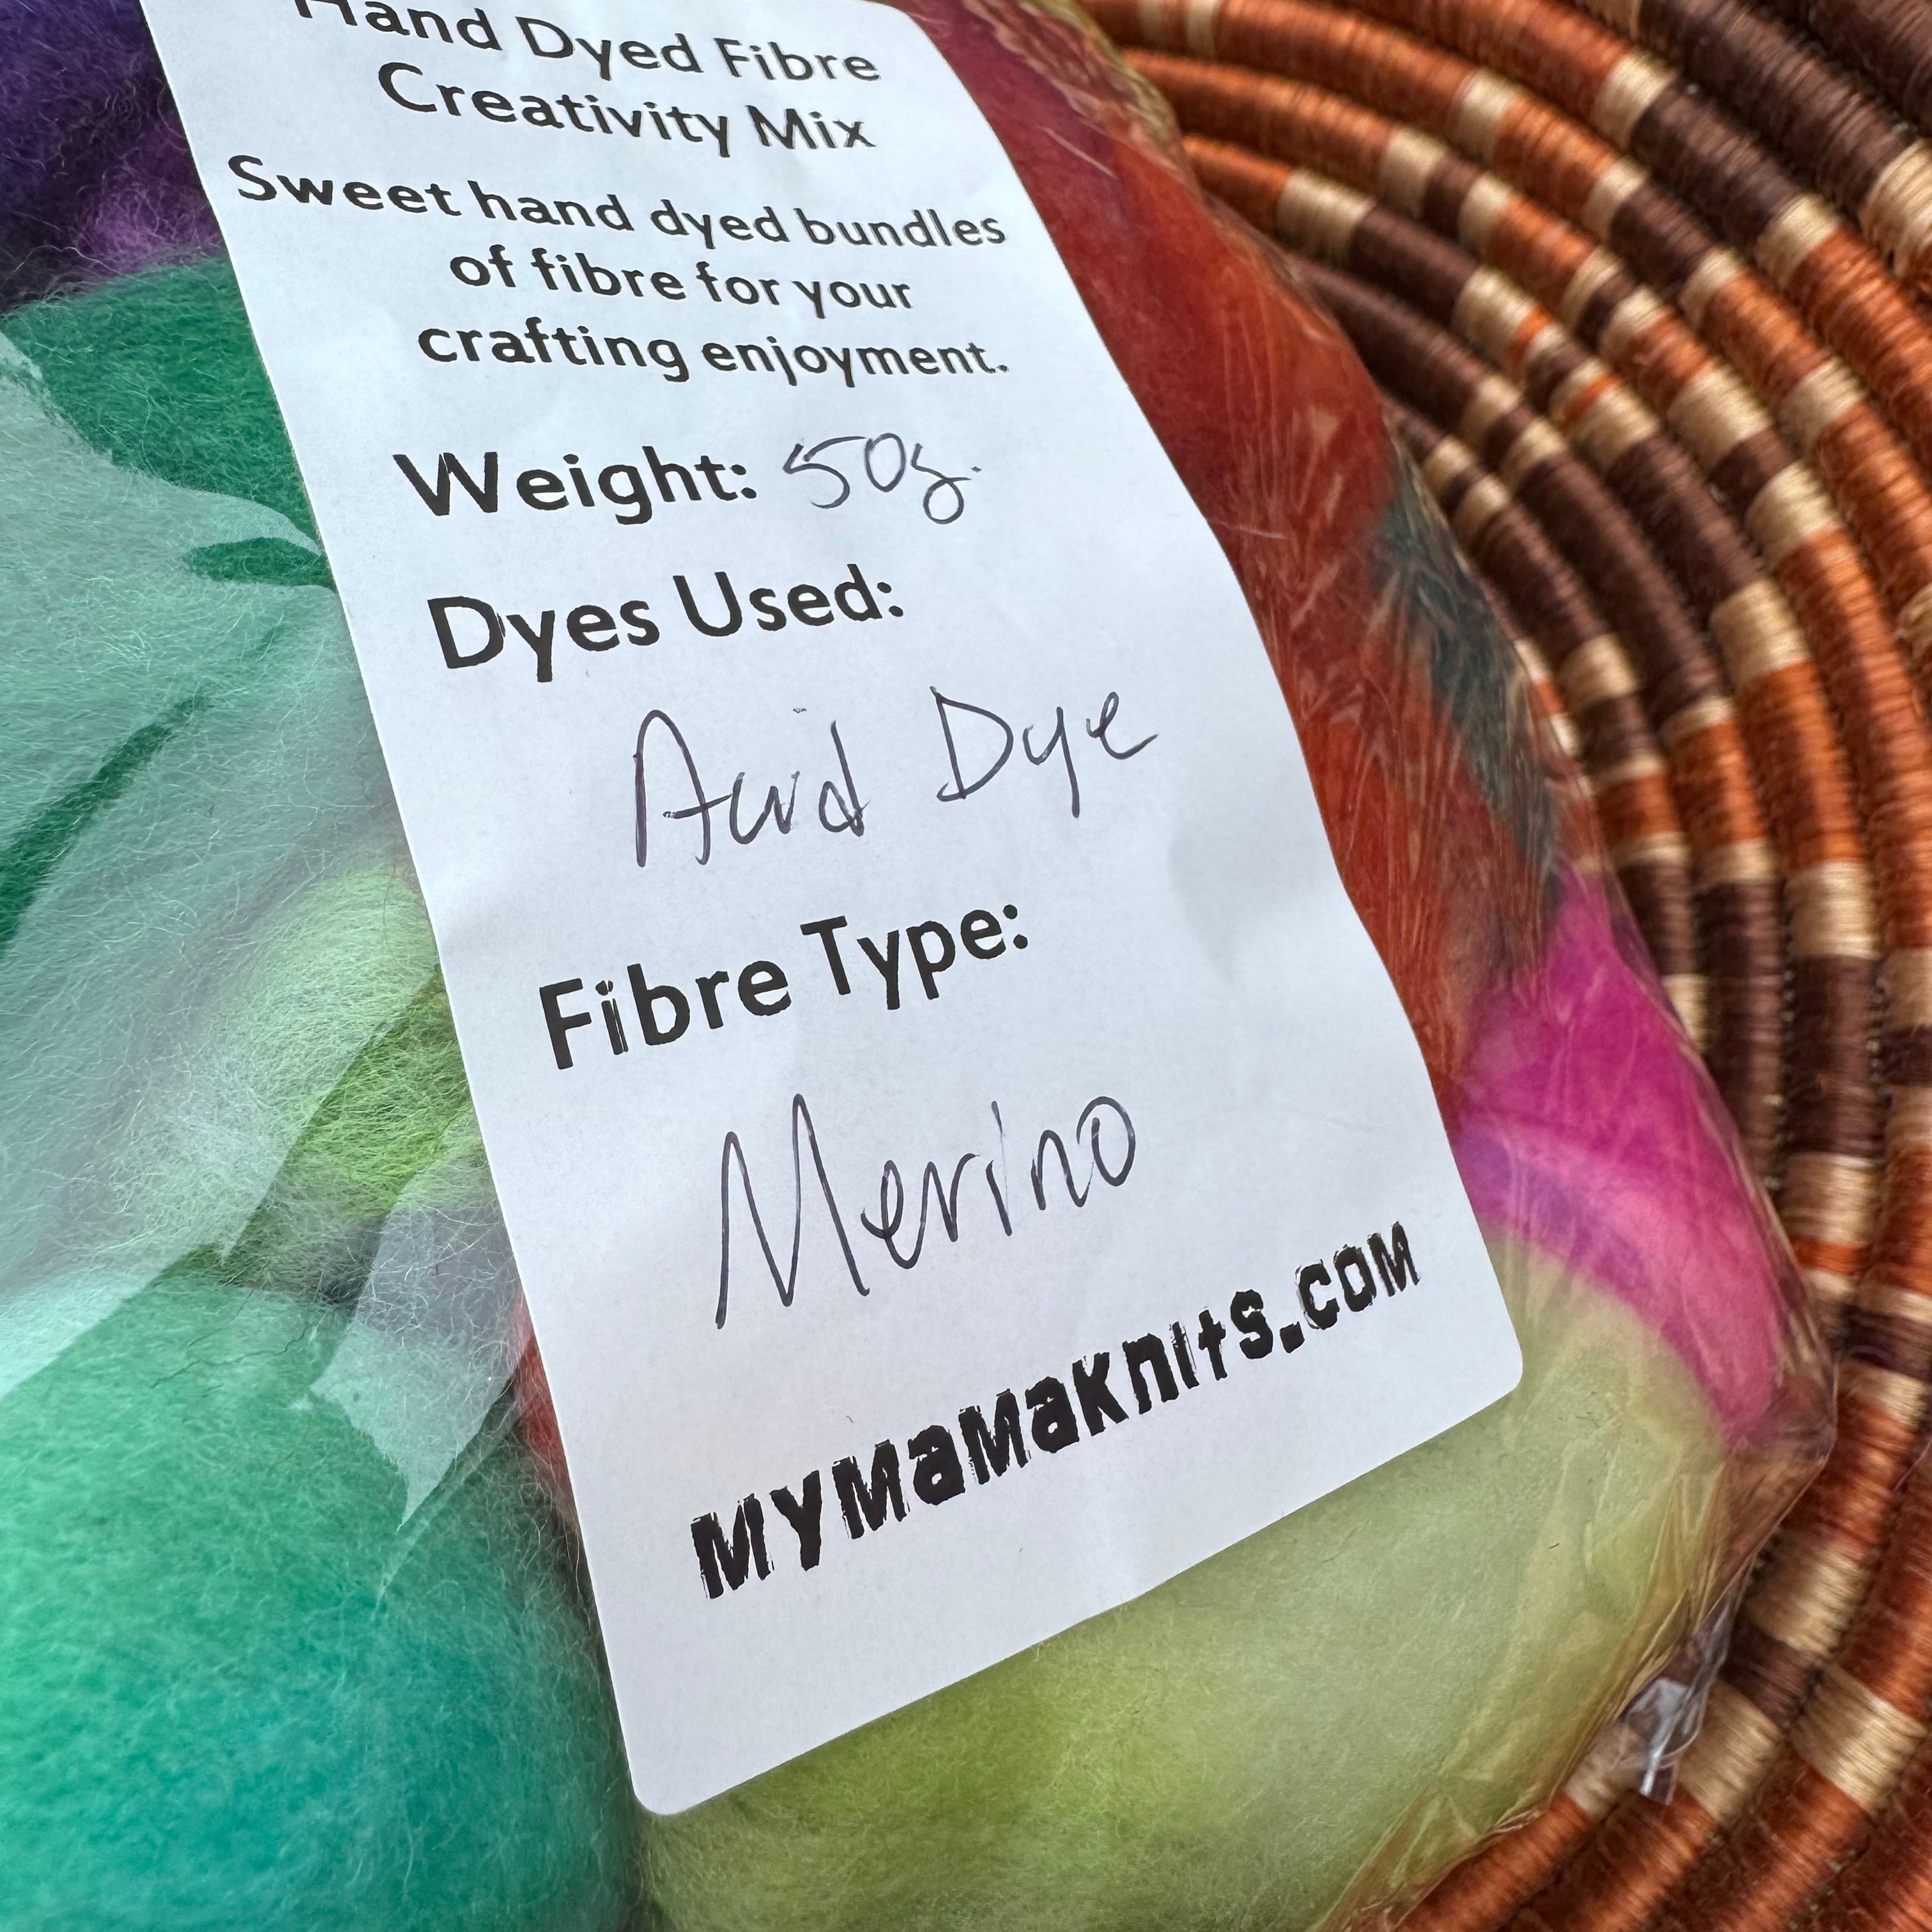 Hand Dyed Fibre
Creativity Mix
Sweet hand dyed bundles
of fibre for your
crafting enjoyment.
Weight: 50g.
Dyes Used:
Acid Dye
Fibre Type:
Merino
MYMAMAKNITS.COM